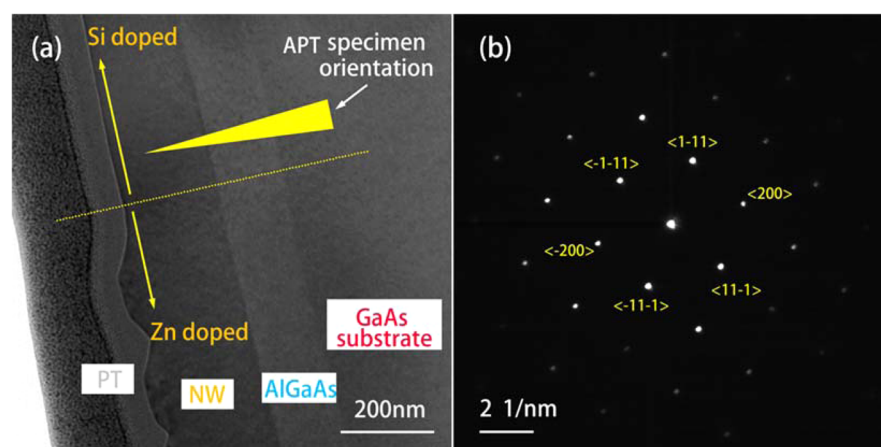 (a)
Si doped
APT specimen
orientation
Zn doped
PT
NW
AlGaAs
GaAs
substrate
200nm
(b)
<1-11>
<-1-11>
<200>
<-200>
<11-1>
<-11-1>
2 1/nm